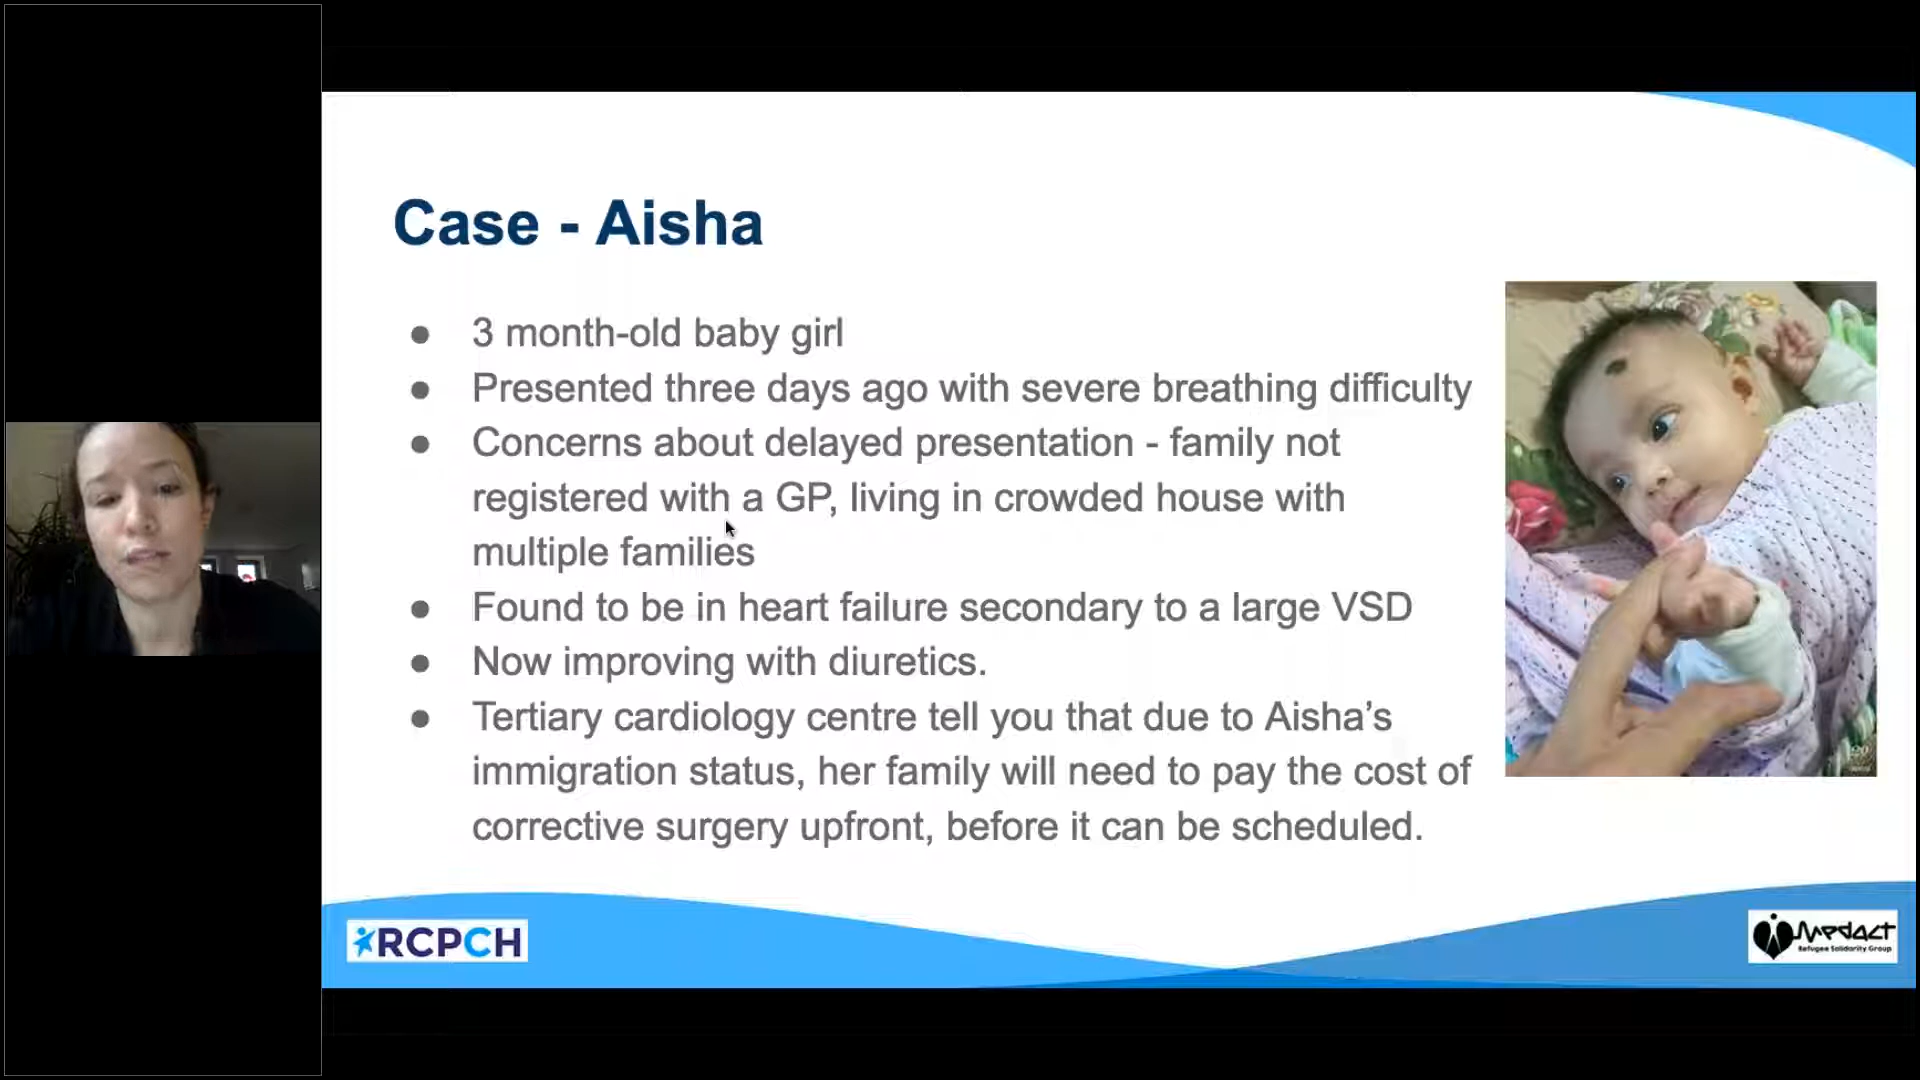 Case - Aisha
● 3 month-old baby girl
● Presented three days ago with severe breathing difficulty
● Concerns about delayed presentation - family not
registered with a GP, living in crowded house with
multiple families
● Found to be in heart failure secondary to a large VSD
● Now improving with diuretics.
● Tertiary cardiology centre tell you that due to Aisha’s
immigration status, her family will need to pay the cost of
corrective surgery upfront, before it can be scheduled.
RCPCH
Medact
Refugee Solidarity Group